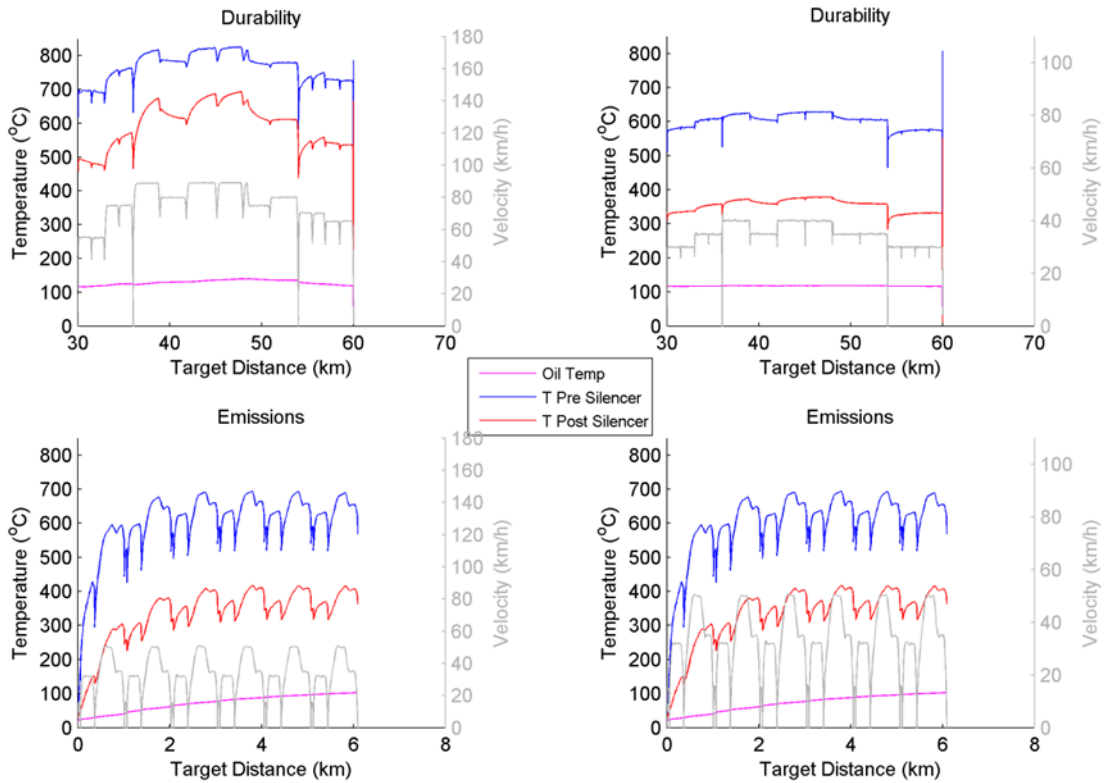 Durability
800
700
600
500
400
300
200
100
0
Temperature (°C)
180
160
140
120
100
80
60
40
20
0
Velocity (km/h)
30 40 50 60 70
Target Distance (km)
Durability
800
700
600
500
400
300
200
100
0
Temperature (°C)
100
80
60
40
20
0
Velocity (km/h)
30 40 50 60 70
Target Distance (km)
Oil Temp
T Pre Silencer
T Post Silencer
Emissions
800
700
600
500
400
300
200
100
0
Temperature (°C)
180
160
140
120
100
80
60
40
20
0
Velocity (km/h)
0 2 4 6 8
Target Distance (km)
Emissions
800
700
600
500
400
300
200
100
0
Temperature (°C)
100
80
60
40
20
0
Velocity (km/h)
0 2 4 6 8
Target Distance (km)